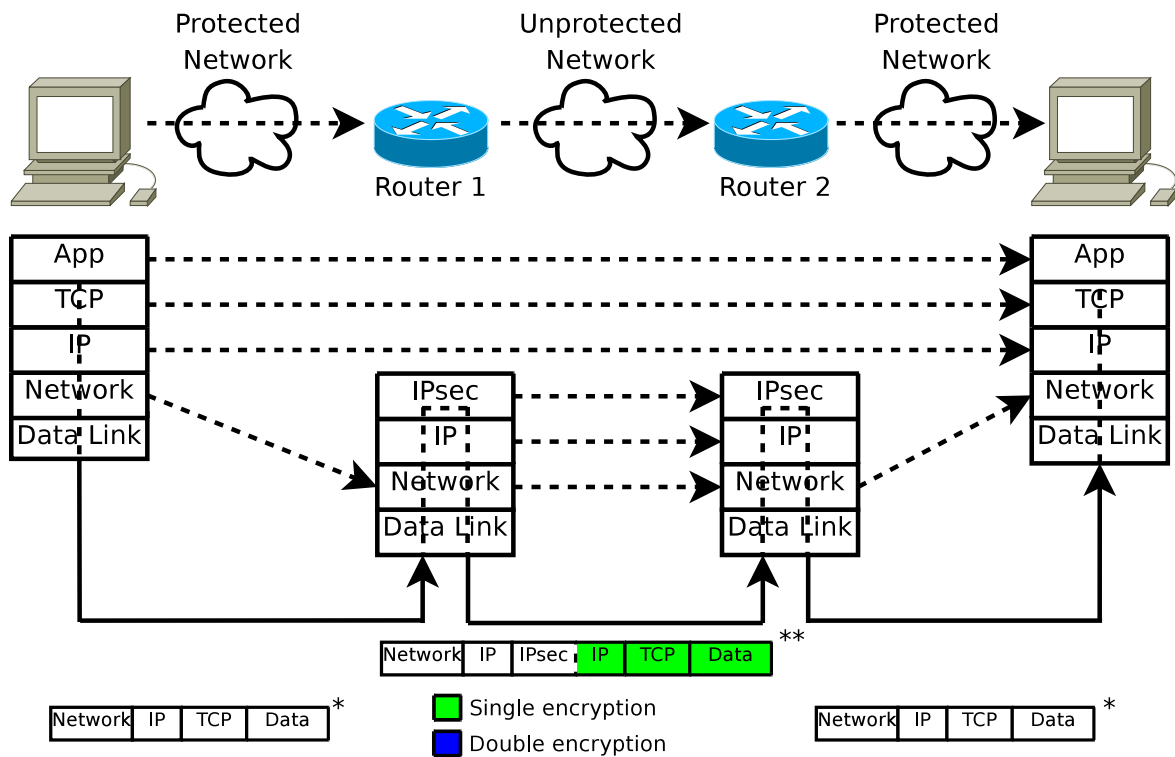 Protected
Network
Unprotected
Network
Protected
Network
Router 1
Router 2
App
TCP
IP
Network
Data Link
IPsec
IP
Network
Data Link
IPsec
IP
Network
Data Link
App
TCP
IP
Network
Data Link
Network IP IPsec IP TCP Data **
Network IP TCP Data *
Single encryption
Double encryption
Network IP TCP Data *